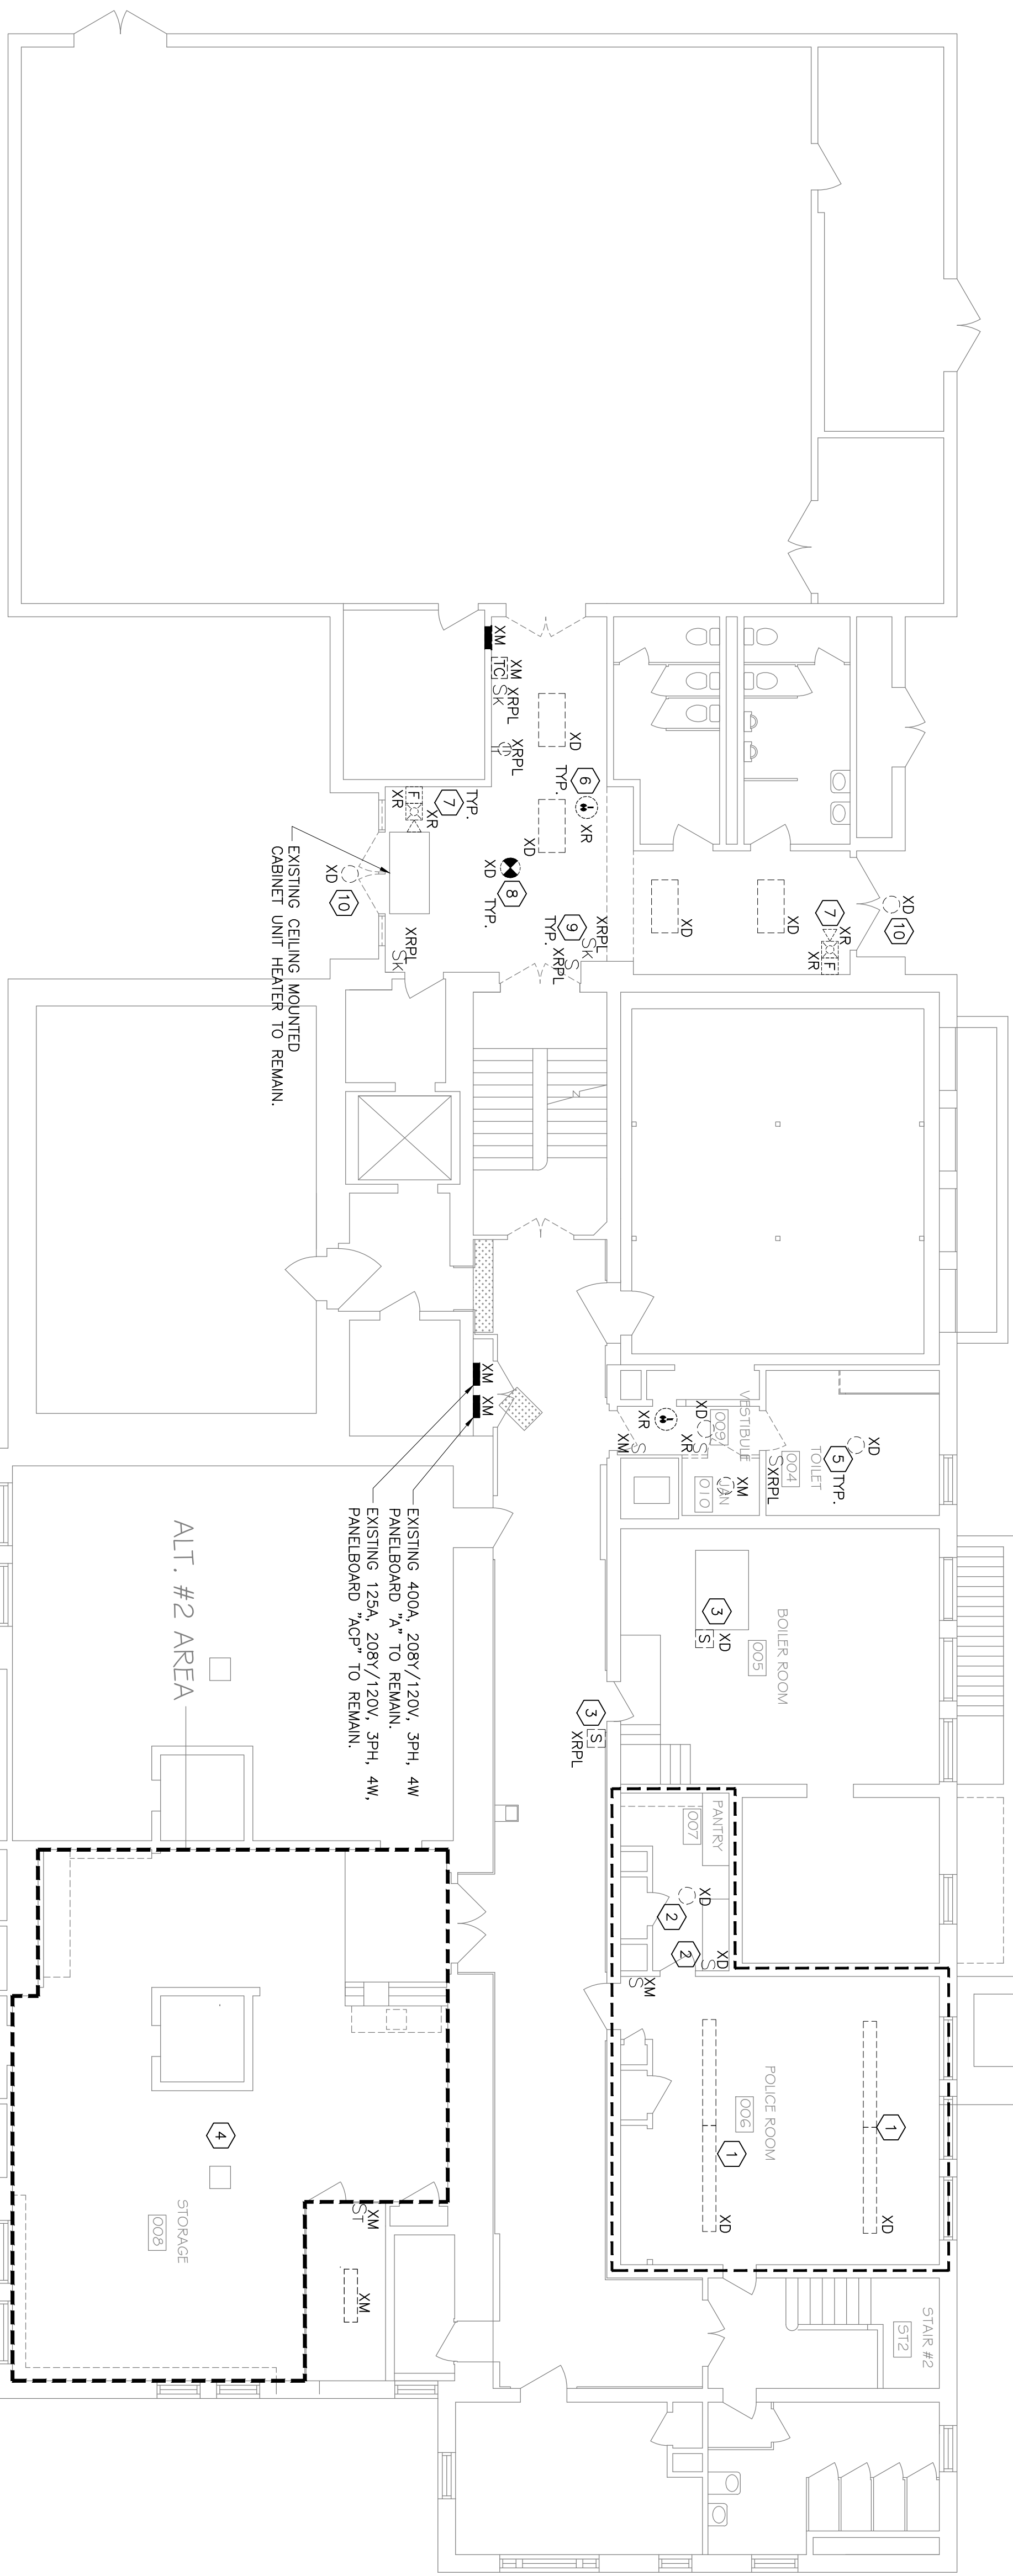 XM
TC
XM
SK
XRPL
XRPL
XD
6
TYP.
XR
XD
TYP.
7
F
XR
XR
EXISTING CEILING MOUNTED
CABINET UNIT HEATER TO REMAIN.
XD
10
XD
8
TYP.
XRPL
SK
9
TYP.
XRPL
SK
XRPL
S
XD
XD
7
XR
XR
F
XD
10
XM
XM
EXISTING 400A, 208Y/120V, 3PH, 4W
PANELBOARD "A" TO REMAIN.
EXISTING 125A, 208Y/120V, 3PH, 4W,
PANELBOARD "ACP" TO REMAIN.
XR
XM
S
XD
XR
S
VESTIBULE
009
XM
JAN
010
S
XRPL
004
TOILET
XD
5
TYP.
BOILER ROOM
005
3
S
XD
3
S
XRPL
PANTRY
007
XD
2
2
XD
S
XM
S
POLICE ROOM
006
1
XD
1
XD
ALT. #2 AREA
4
STORAGE
008
XM
ST
XM
STAIR #2
ST2